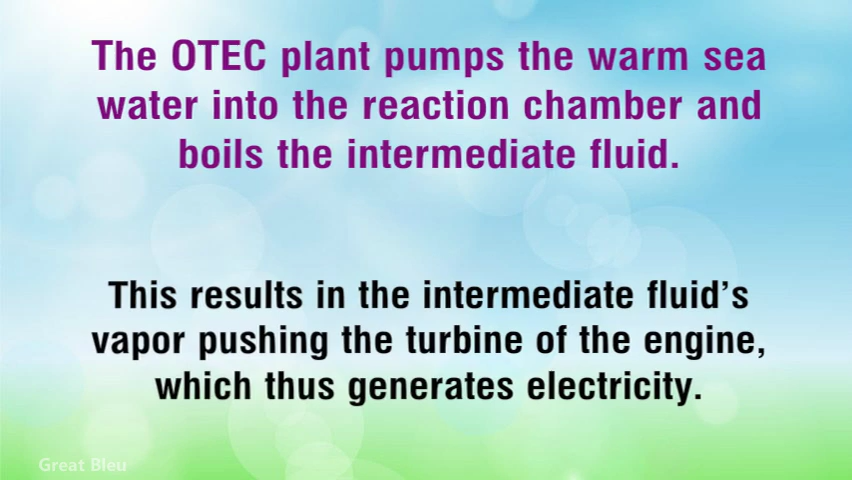 The OTEC plant pumps the warm sea
water into the reaction chamber and
boils the intermediate fluid.
This results in the intermediate fluid’s
vapor pushing the turbine of the engine,
which thus generates electricity.
Great Bleu